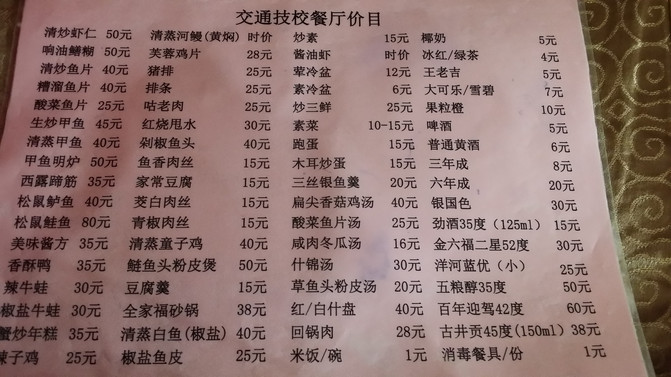 交通技校餐厅价目
清炒虾仁 50元 清蒸河鳗(黄焖) 时价 炒素 15元 椰奶 5元
响油鳝糊 50元 芙蓉鸡片 28元 酱油虾 时价 冰红/绿茶 4元
清炒鱼片 40元 猪排 荤冷盆 12元 王老吉 5元
糟溜鱼片 40元 排条 25元 素冷盆 6元 大可乐/雪碧 7元
酸菜鱼片 25元 咕老肉 25元 炒三鲜 25元 果粒橙 10元
生炒甲鱼 45元 红烧甩水 30元 素菜 10-15元 啤酒 5元
清蒸甲鱼 40元 剁椒鱼头 40元 跑蛋 15元 普通黄酒 6元
甲鱼明炉 50元 鱼香肉丝 15元 木耳炒蛋 15元 三年成 8元
西露蹄筋 35元 家常豆腐 15元 三丝银鱼羹 20元 六年成 20元
松鼠鲈鱼 40元 茭白肉丝 15元 扁尖香菇鸡汤 40元 银国色 30元
松鼠鲑鱼 80元 青椒肉丝 15元 酸菜鱼片汤 25元 劲酒35度（125ml）15元
美味酱方 35元 清蒸童子鸡 40元 咸肉冬瓜汤 16元 金六福二星52度 30元
香酥鸭 35元 鲢鱼头粉皮煲 50元 什锦汤 30元 洋河蓝优（小） 25元
辣牛蛙 30元 豆腐羹 15元 草鱼头粉皮汤 20元 五粮醇35度 50元
椒盐牛蛙 30元 全家福砂锅 38元 红/白什盘 40元 百年迎驾42度 60元
蟹炒年糕 35元 清蒸白鱼(椒盐) 40元 回锅肉 28元 古井贡45度(150ml) 38元
辣子鸡 25元 椒盐鱼皮 25元 米饭/碗 1元 消毒餐具/份 1元